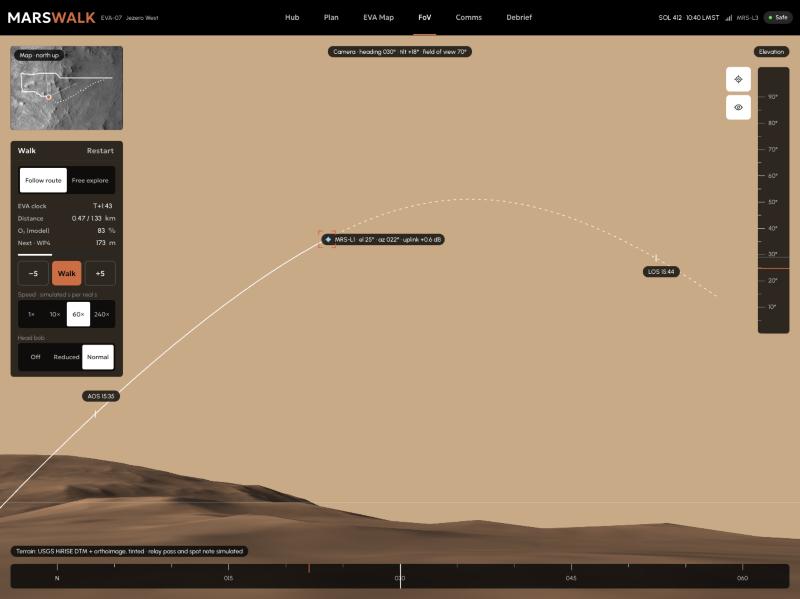 MARSWALK EVA-07 Jezero West Hub Plan EVA Map FoV Comms Debrief SOL 412 · 10:40 LMST MRS-L3 Safe
Map · north up
Camera · heading 030° · tilt +18° · field of view 70°
Elevation
Walk Restart
Follow route Free explore
EVA clock T+1:43
Distance 0.47 / 1.33 km
O₂ (model) 83 %
Next · WP4 173 m
−5 Walk +5
Speed · simulated s per real s
1× 10× 60× 240×
Head bob
Off Reduced Normal
MRS-L1 · el 25° · az 022° · uplink +0.6 dB
LOS 15:44
AOS 15:35
90°
80°
70°
60°
50°
40°
30°
20°
10°
Terrain: USGS HiRISE DTM + orthoimage, tinted · relay pass and spot note simulated
N 015 030 045 060